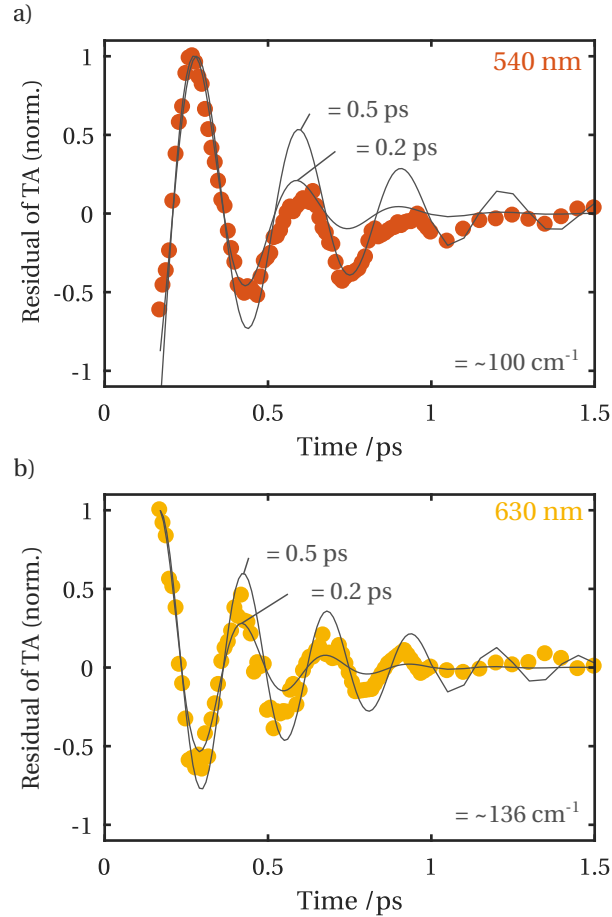 a)
1
540 nm
= 0.5 ps
0.5
= 0.2 ps
0
-0.5
-1
= ~100 cm-1
Residual of TA (norm.)
0 0.5 1 1.5
Time /ps
b)
1
630 nm
= 0.5 ps
0.5
= 0.2 ps
0
-0.5
-1
= ~136 cm-1
Residual of TA (norm.)
0 0.5 1 1.5
Time /ps